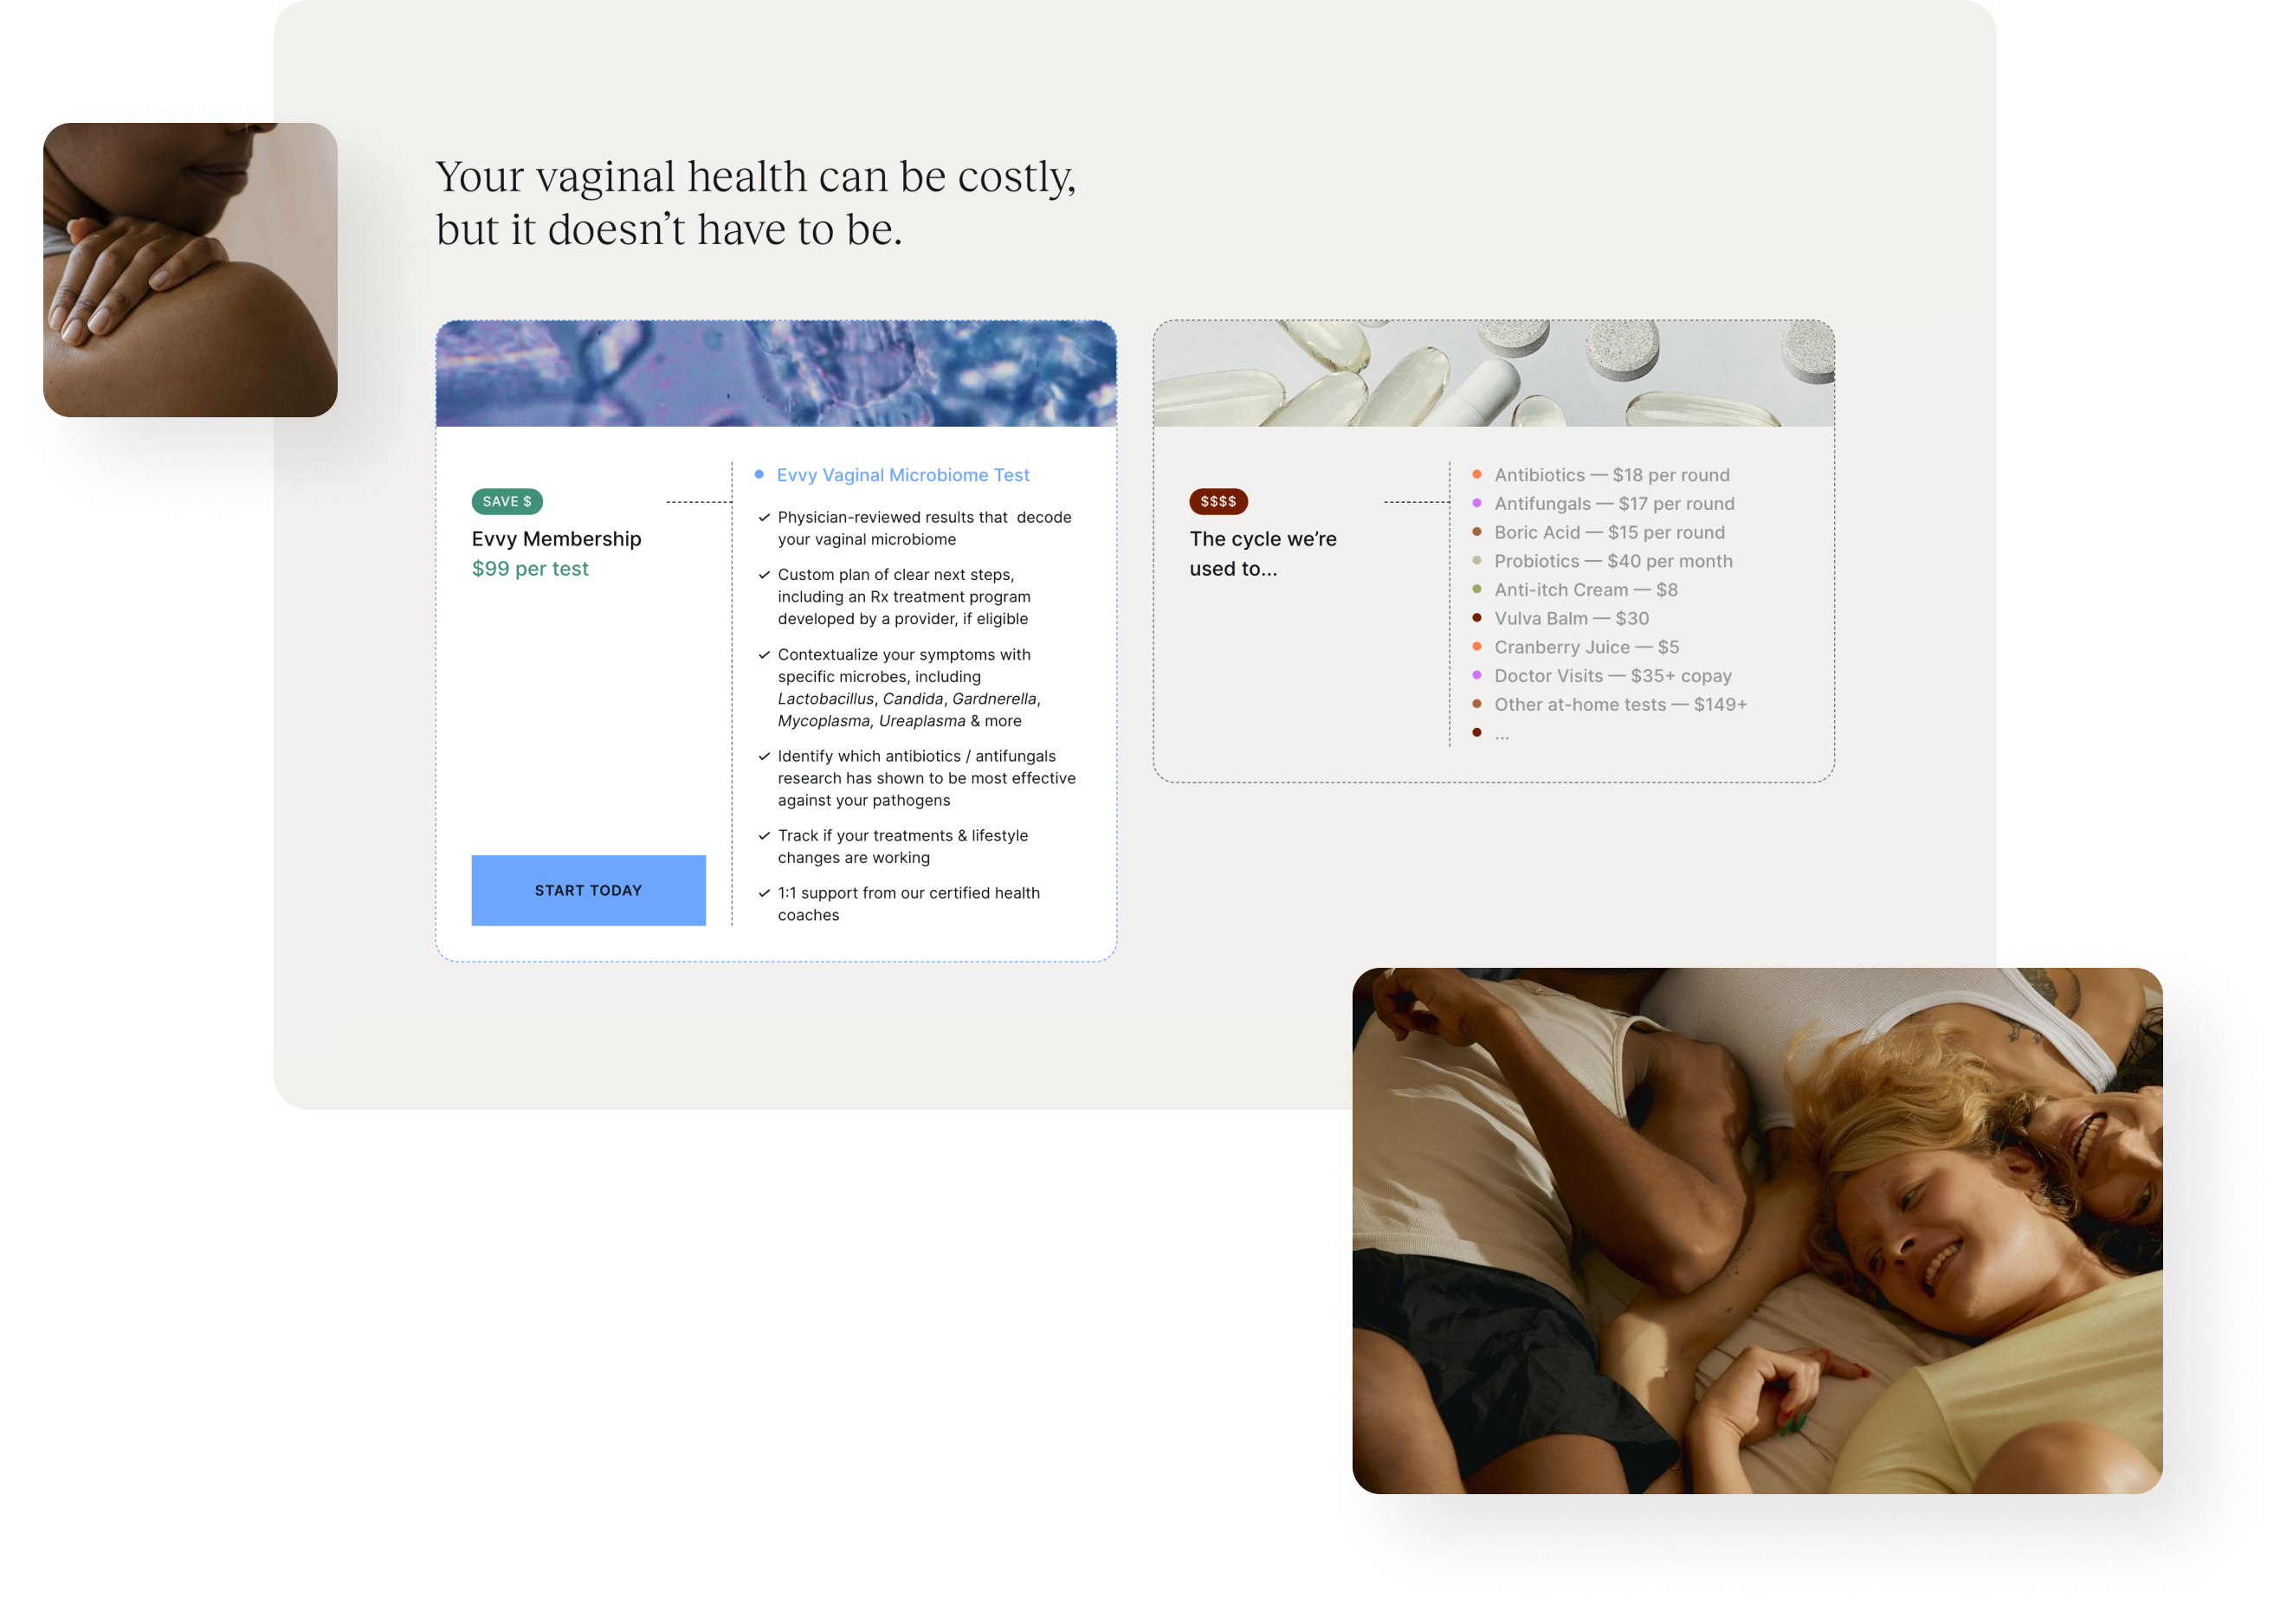 Your vaginal health can be costly,
but it doesn’t have to be.
SAVE $
Evvy Membership
$99 per test
START TODAY
Evvy Vaginal Microbiome Test
Physician-reviewed results that  decode
your vaginal microbiome
Custom plan of clear next steps,
including an Rx treatment program
developed by a provider, if eligible
Contextualize your symptoms with
specific microbes, including
Lactobacillus, Candida, Gardnerella,
Mycoplasma, Ureaplasma & more
Identify which antibiotics / antifungals
research has shown to be most effective
against your pathogens
Track if your treatments & lifestyle
changes are working
1:1 support from our certified health
coaches
$$$$
The cycle we’re
used to...
Antibiotics — $18 per round
Antifungals — $17 per round
Boric Acid — $15 per round
Probiotics — $40 per month
Anti-itch Cream — $8
Vulva Balm — $30
Cranberry Juice — $5
Doctor Visits — $35+ copay
Other at-home tests — $149+
...